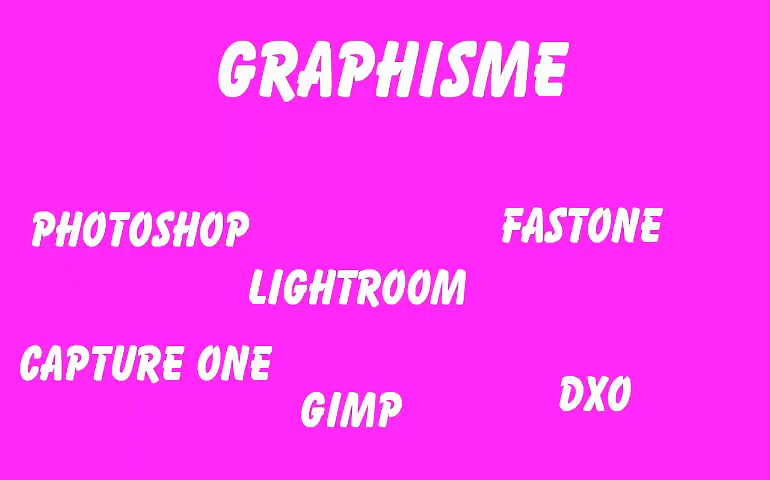 GRAPHISME
PHOTOSHOP
FASTONE
LIGHTROOM
CAPTURE ONE
GIMP
DXO